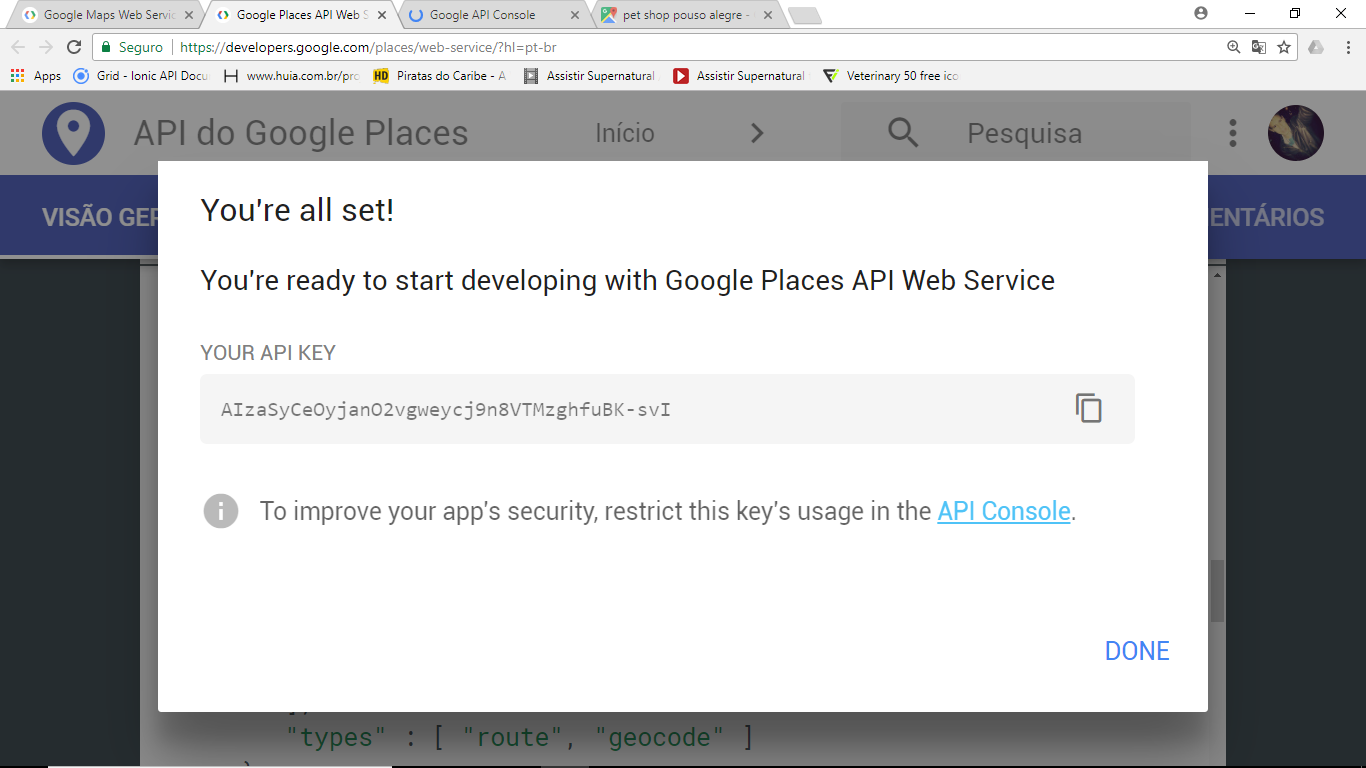 Google Maps Web Servic
Google Places API Web S
Google API Console
pet shop pouso alegre -
Seguro
https://developers.google.com/places/web-service/?hl=pt-br
Apps
Grid - Ionic API Docu
www.huia.com.br/pro
HD
Piratas do Caribe - A
Assistir Supernatural
Assistir Supernatural
Veterinary 50 free ico
API do Google Places
Início
Pesquisa
VISÃO GER
ENTÁRIOS
You're all set!
You're ready to start developing with Google Places API Web Service
YOUR API KEY
AIzaSyCeOyjanO2vgweycj9n8VTMzghfuBK-svI
To improve your app's security, restrict this key's usage in the API Console.
DONE
"types" : [ "route", "geocode" ]